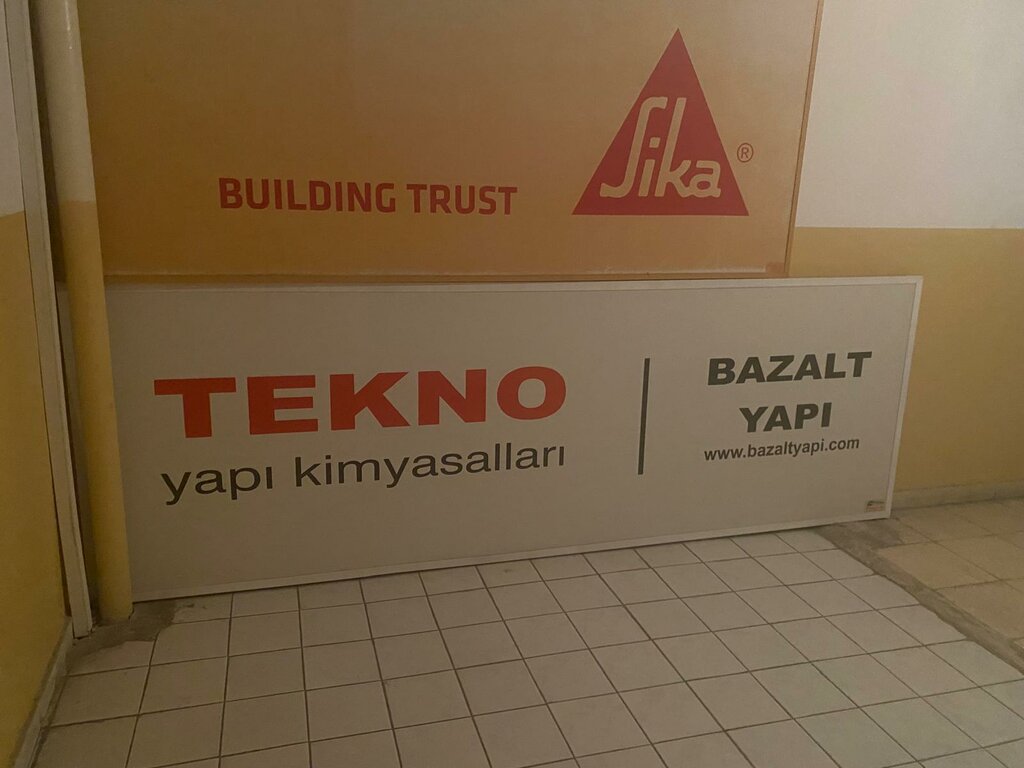 BUILDING TRUST
Sika®
TEKNO
yapı kimyasalları
BAZALT
YAPI
www.bazaltyapi.com